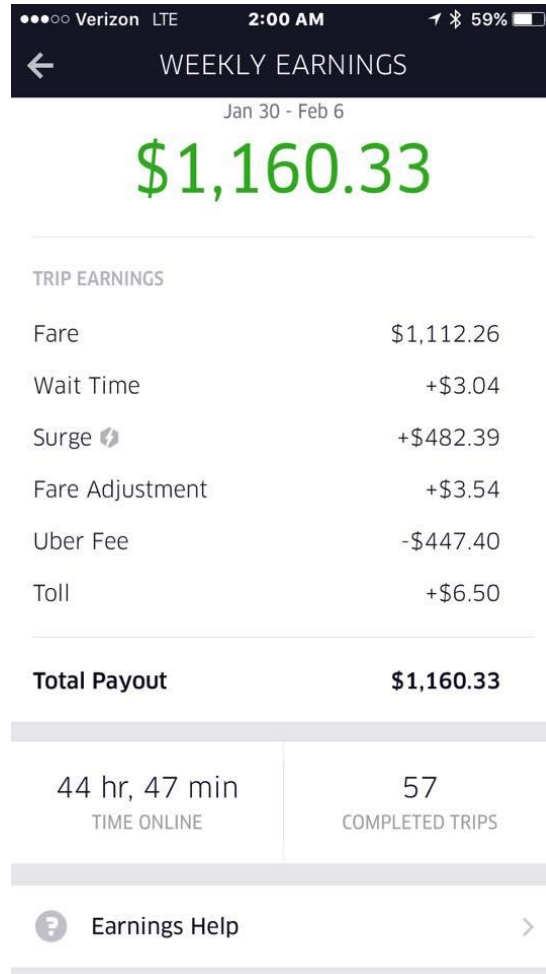 Verizon LTE 2:00 AM 59%
WEEKLY EARNINGS
Jan 30 - Feb 6
$1,160.33
TRIP EARNINGS
Fare $1,112.26
Wait Time +$3.04
Surge +$482.39
Fare Adjustment +$3.54
Uber Fee -$447.40
Toll +$6.50
Total Payout $1,160.33
44 hr, 47 min 57
TIME ONLINE COMPLETED TRIPS
? Earnings Help